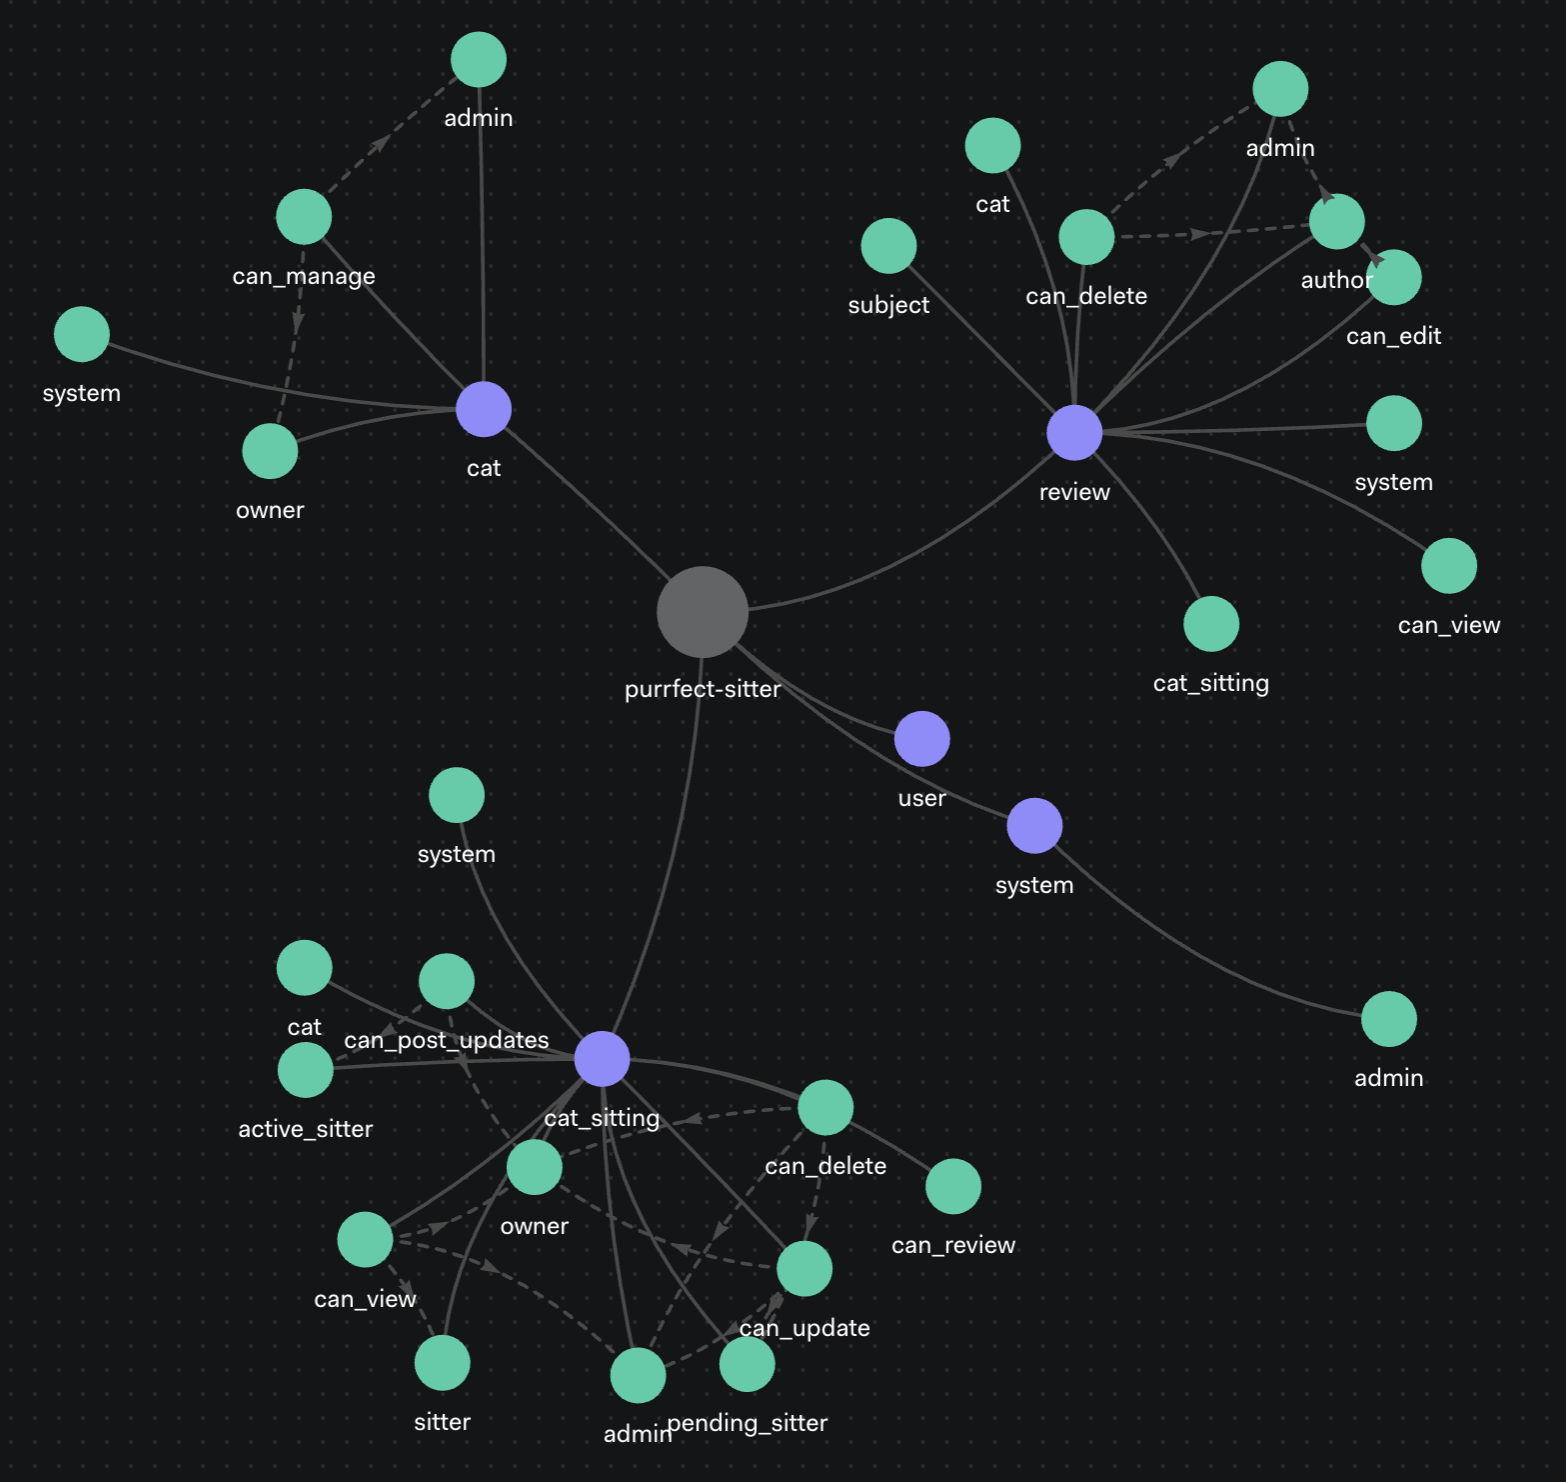 admin
admin
cat
can_manage
can_delete
subject
author
can_edit
system
cat
owner
system
review
can_view
cat_sitting
purrfect-sitter
user
system
system
cat
can_post_updates
admin
active_sitter
cat_sitting
can_delete
owner
can_review
can_view
can_update
sitter
admin
pending_sitter